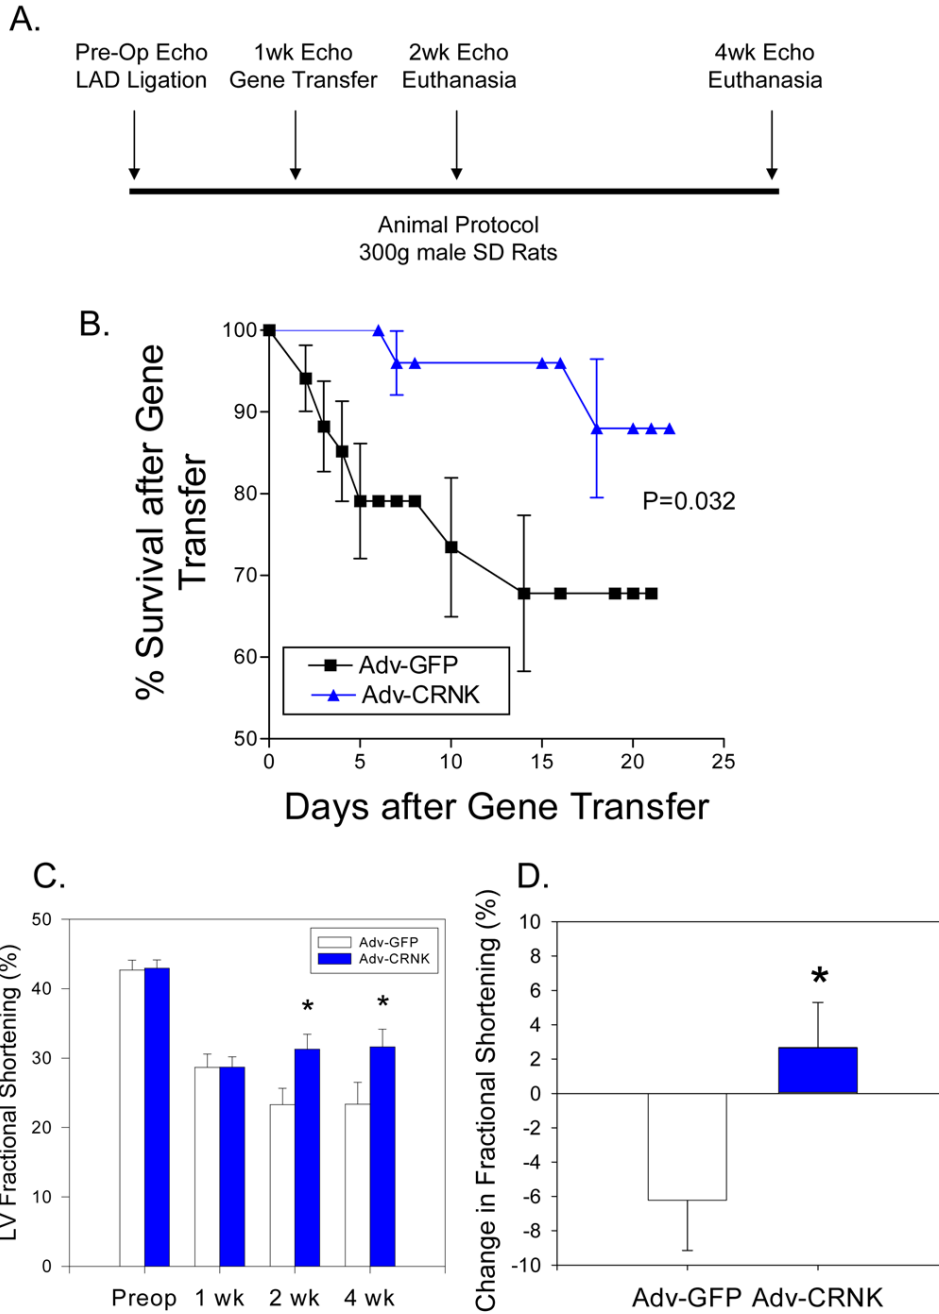 A.
Pre-Op Echo
LAD Ligation
1wk Echo
Gene Transfer
2wk Echo
Euthanasia
4wk Echo
Euthanasia
Animal Protocol
300g male SD Rats
B.
% Survival after Gene
Transfer
100
90
80
70
60
50
0
5
10
15
20
25
P=0.032
Adv-GFP
Adv-CRNK
Days after Gene Transfer
C.
LV Fractional Shortening (%)
50
40
30
20
10
0
Adv-GFP
Adv-CRNK
*
*
Preop
1 wk
2 wk
4 wk
D.
Change in Fractional Shortening (%)
10
8
6
4
2
0
-2
-4
-6
-8
-10
*
Adv-GFP
Adv-CRNK